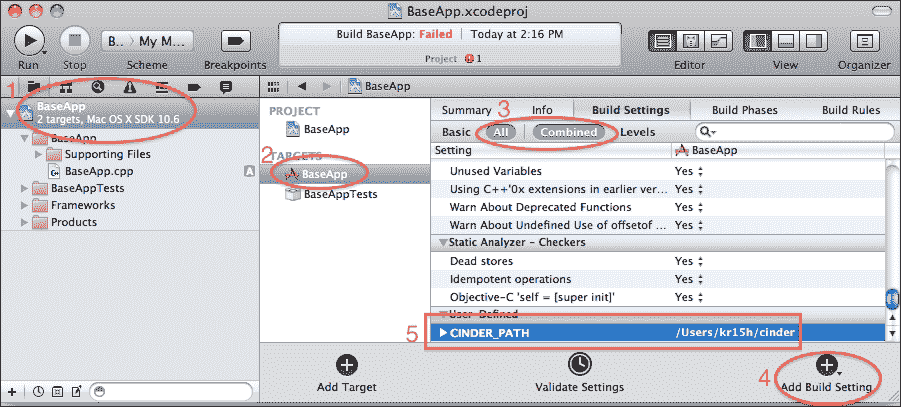 BaseApp.xcodeproj
Build BaseApp: Failed | Today at 2:16 PM
Project 1
B.. My M...
Run Stop Scheme Breakpoints Editor View Organizer
1
BaseApp
BaseApp
2 targets, Mac OS X SDK 10.6
BaseApp
Supporting Files
BaseApp.cpp A
BaseAppTests
Frameworks
Products
PROJECT
BaseApp
2 TARGETS
BaseApp
BaseAppTests
Summary 3 Info Build Settings Build Phases Build Rules
Basic All Combined Levels
Setting BaseApp
Unused Variables Yes
Using C++'0x extensions in earlier ver... Yes
Warn About Deprecated Functions Yes
Warn About Undefined Use of offsetof ... Yes
Static Analyzer - Checkers
Dead stores Yes
Idempotent operations Yes
Objective-C 'self = [super init]' Yes
User-Defined
5 CINDER_PATH /Users/kr15h/cinder
Add Target Validate Settings 4 Add Build Setting